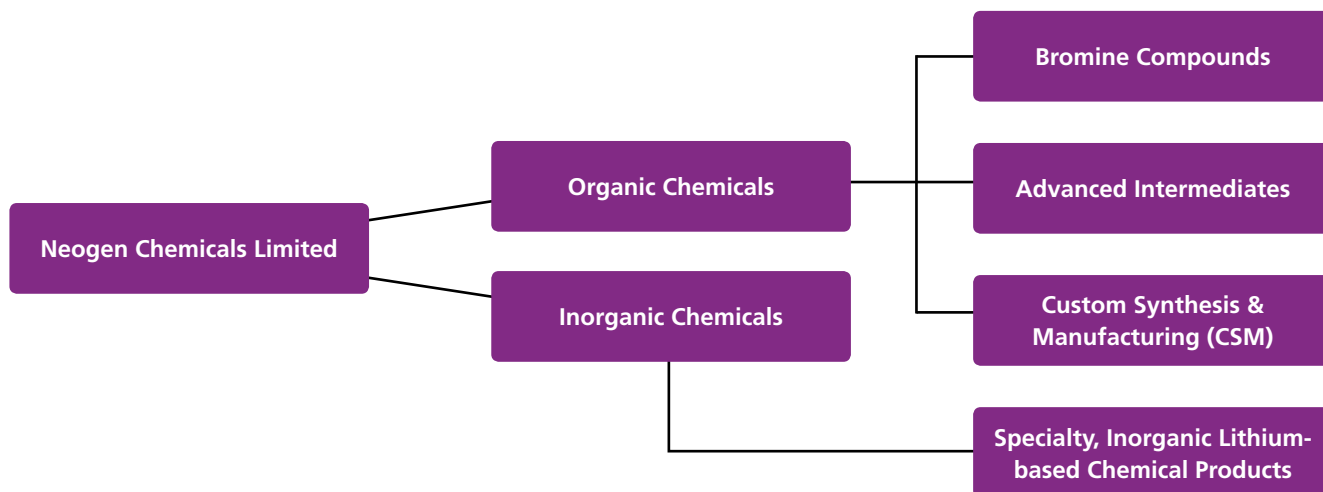 Neogen Chemicals Limited
Organic Chemicals
Inorganic Chemicals
Bromine Compounds
Advanced Intermediates
Custom Synthesis &
Manufacturing (CSM)
Specialty, Inorganic Lithium-
based Chemical Products